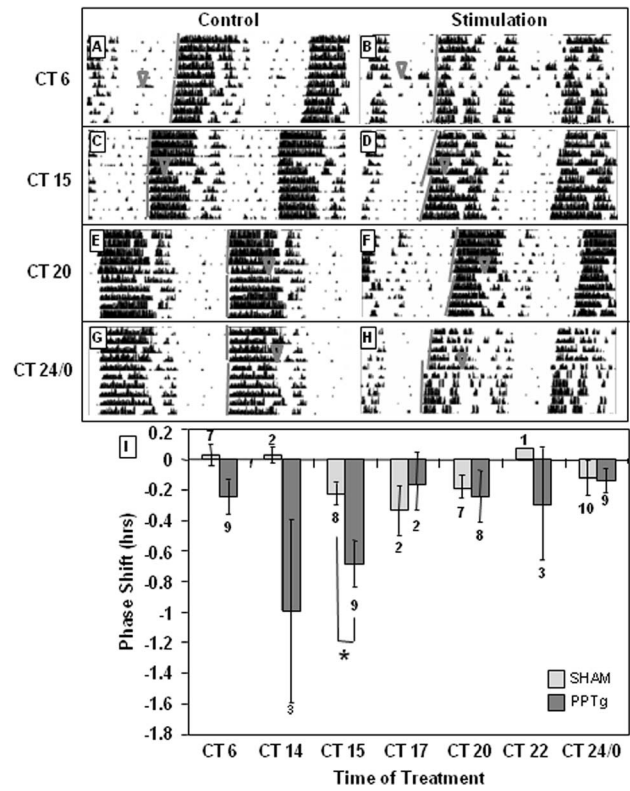 Control Stimulation
A B
CT 6
C D
CT 15
E F
CT 20
G H
CT 24/0
I
0.2
0
-0.2
-0.4
-0.6
-0.8
-1
-1.2
-1.4
-1.6
-1.8
Phase Shift (hrs)
7 2 1
9 3 8 9 2 2 7 8 3 10 9
*
SHAM
PPTg
CT 6 CT 14 CT 15 CT 17 CT 20 CT 22 CT 24/0
Time of Treatment